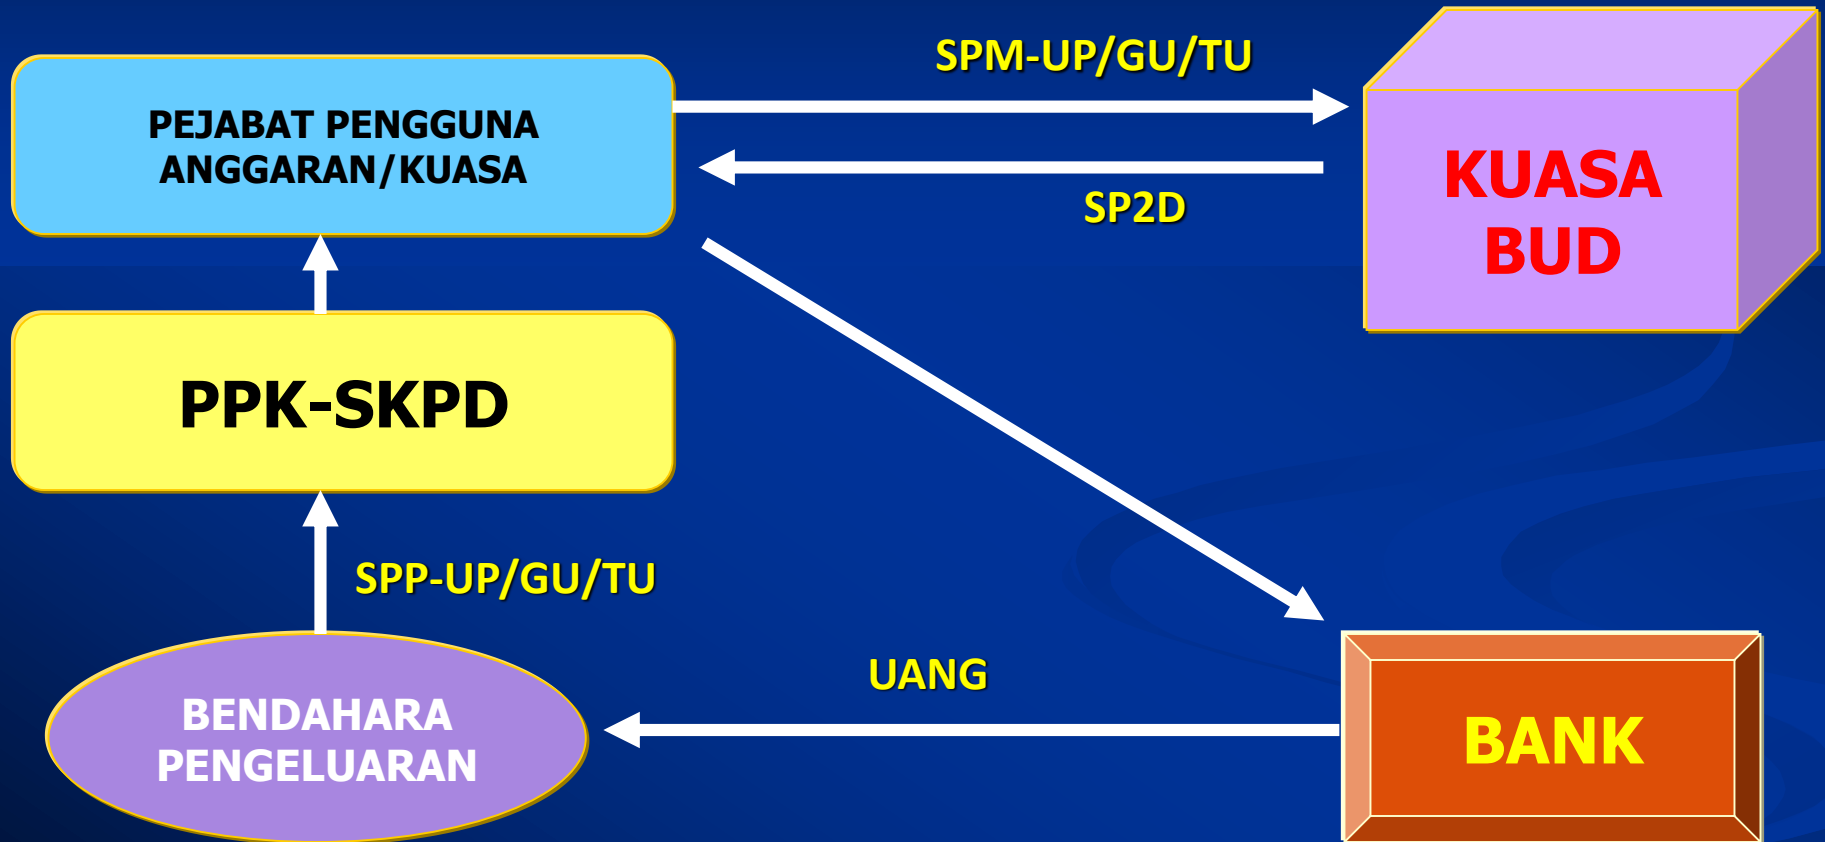 SPM-UP/GU/TU
PEJABAT PENGGUNA
ANGGARAN/KUASA
KUASA
BUD
SP2D
PPK-SKPD
SPP-UP/GU/TU
UANG
BENDAHARA
PENGELUARAN
BANK